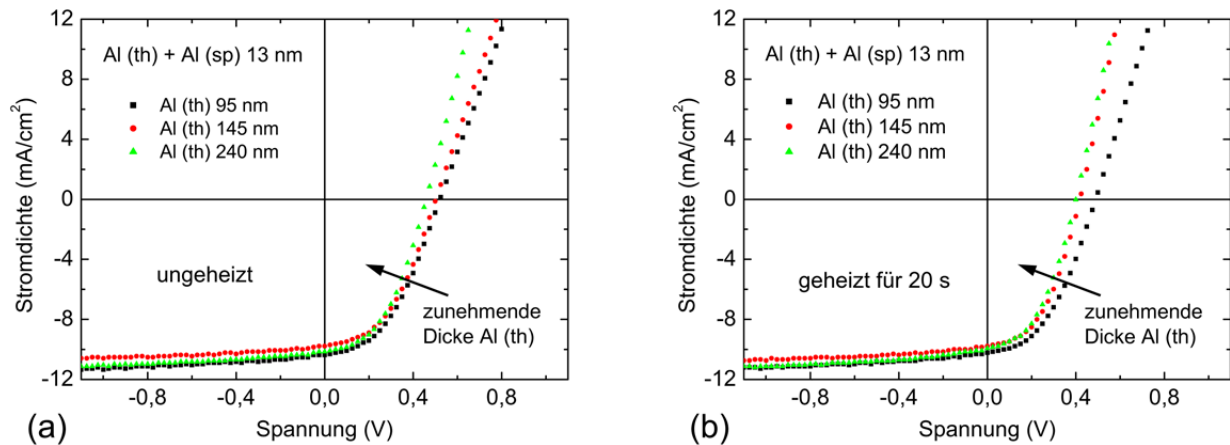 12
8
4
0
-4
-8
-12
Stromdichte (mA/cm²)
Al (th) + Al (sp) 13 nm
Al (th) 95 nm
Al (th) 145 nm
Al (th) 240 nm
ungeheizt
zunehmende
Dicke Al (th)
-0,8 -0,4 0,0 0,4 0,8
Spannung (V)
(a)
12
8
4
0
-4
-8
-12
Stromdichte (mA/cm²)
Al (th) + Al (sp) 13 nm
Al (th) 95 nm
Al (th) 145 nm
Al (th) 240 nm
geheizt für 20 s
zunehmende
Dicke Al (th)
-0,8 -0,4 0,0 0,4 0,8
Spannung (V)
(b)